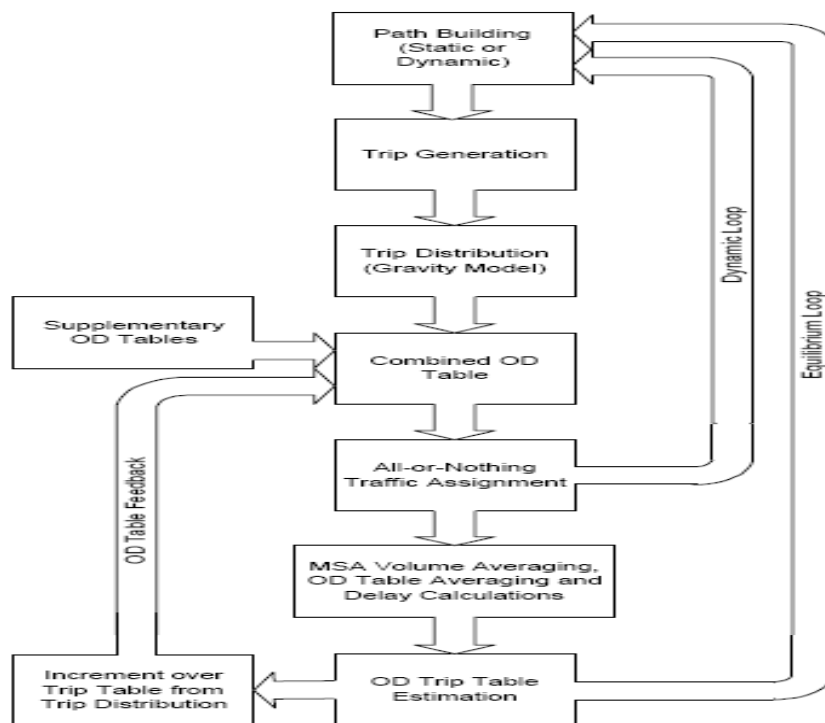 Path Building
(Static or
Dynamic)
Trip Generation
Trip Distribution
(Gravity Model)
Supplementary
OD Tables
Combined OD
Table
All-or-Nothing
Traffic Assignment
MSA Volume Averaging,
OD Table Averaging and
Delay Calculations
OD Trip Table
Estimation
Increment over
Trip Table from
Trip Distribution
OD Table Feedback
Dynamic Loop
Equilibrium Loop